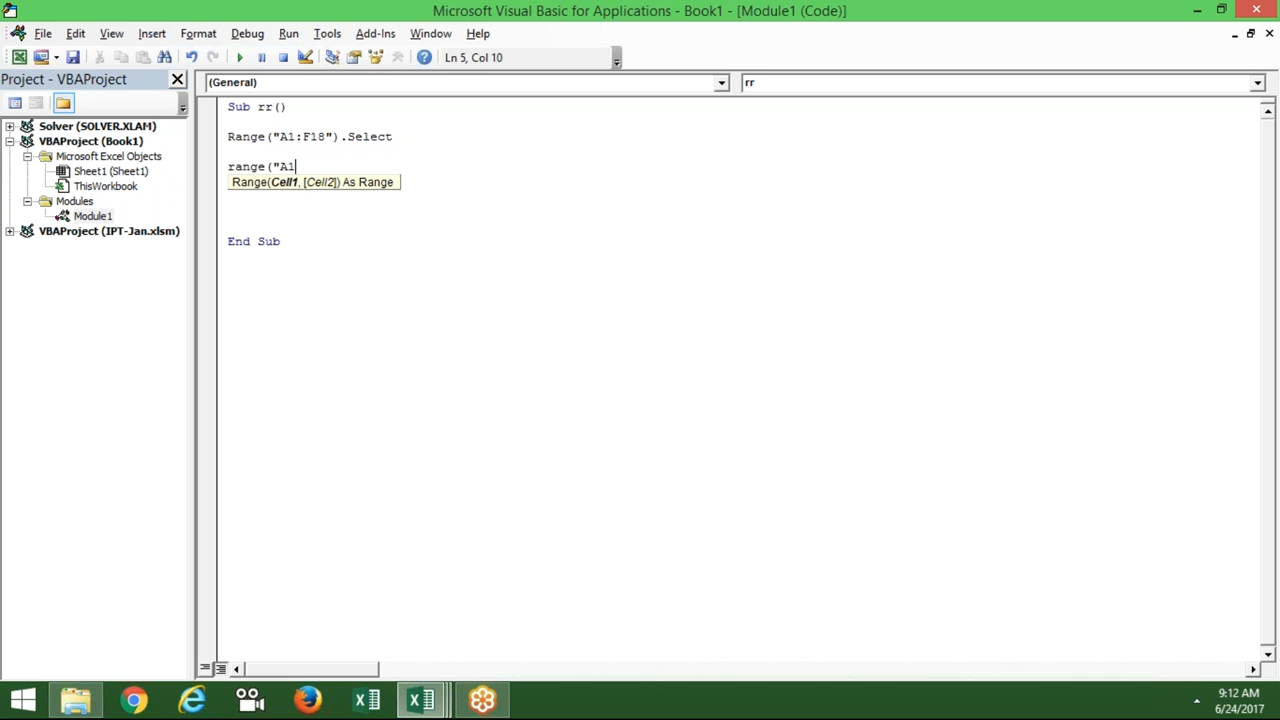 Microsoft Visual Basic for Applications - Book1 - [Module1 (Code)]
File Edit View Insert Format Debug Run Tools Add-Ins Window Help
Ln 5, Col 10
Project - VBAProject
(General)
rr
Solver (SOLVER.XLAM)
VBAProject (Book1)
Microsoft Excel Objects
Sheet1 (Sheet1)
ThisWorkbook
Modules
Module1
VBAProject (IPT-Jan.xlsm)
Sub rr()
Range("A1:F18").Select
range("A1
Range(Cell1, [Cell2]) As Range
End Sub
9:12 AM
6/24/2017